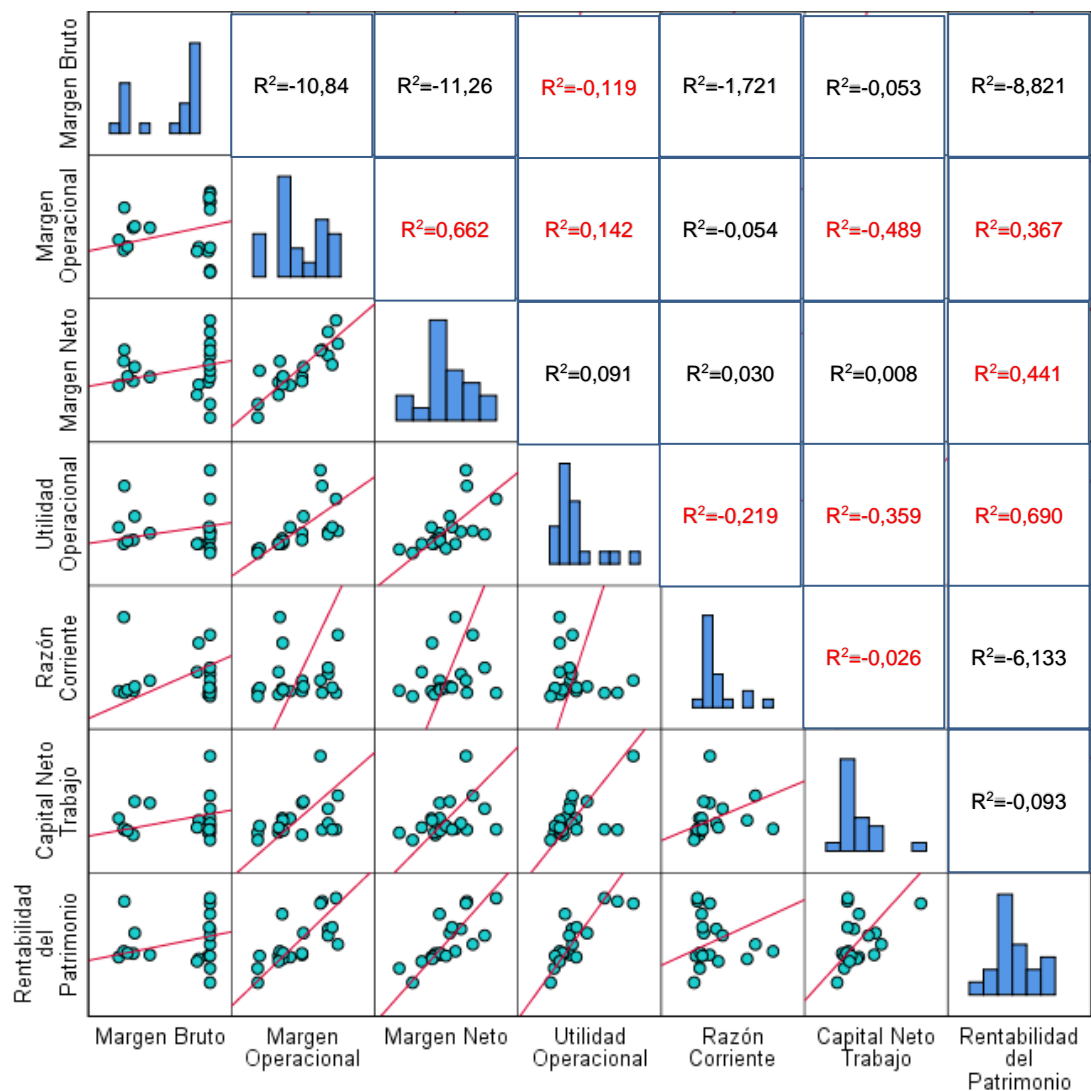 Margen Bruto
R²=-10,84
R²=-11,26
R²=-0,119
R²=-1,721
R²=-0,053
R²=-8,821
Margen
Operacional
R²=0,662
R²=0,142
R²=-0,054
R²=-0,489
R²=0,367
Margen Neto
R²=0,091
R²=0,030
R²=0,008
R²=0,441
Utilidad
Operacional
R²=-0,219
R²=-0,359
R²=0,690
Razón
Corriente
R²=-0,026
R²=-6,133
Capital Neto
Trabajo
R²=-0,093
Rentabilidad
del
Patrimonio
Margen Bruto
Margen
Operacional
Margen Neto
Utilidad
Operacional
Razón
Corriente
Capital Neto
Trabajo
Rentabilidad
del
Patrimonio